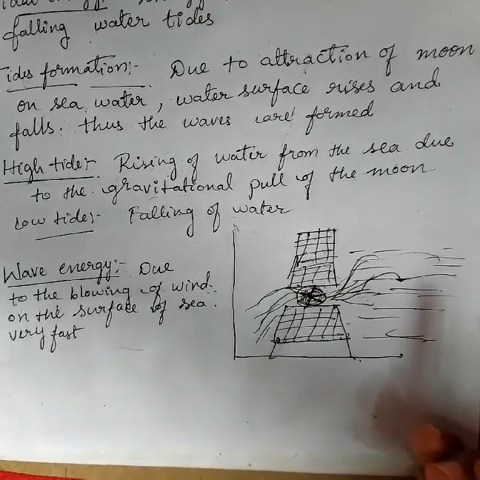 falling water tides
Tides formation:- Due to attraction of moon
on sea water, water surface rises and
falls. thus the waves are formed
High tide:- Rising of water from the sea due
to the gravitational pull of the moon
Low tide:- Falling of water
Wave energy:- Due
to the blowing of wind
on the surface of sea.
very fast